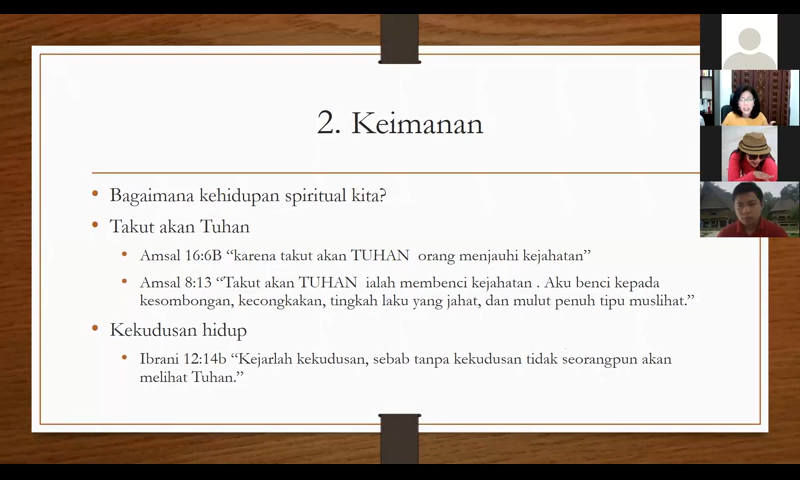 2. Keimanan
Bagaimana kehidupan spiritual kita?
Takut akan Tuhan
Amsal 16:6B “karena takut akan TUHAN orang menjauhi kejahatan”
Amsal 8:13 “Takut akan TUHAN ialah membenci kejahatan . Aku benci kepada
kesombongan, kecongkakan, tingkah laku yang jahat, dan mulut penuh tipu muslihat.”
Kekudusan hidup
Ibrani 12:14b “Kejarlah kekudusan, sebab tanpa kekudusan tidak seorangpun akan
melihat Tuhan.”